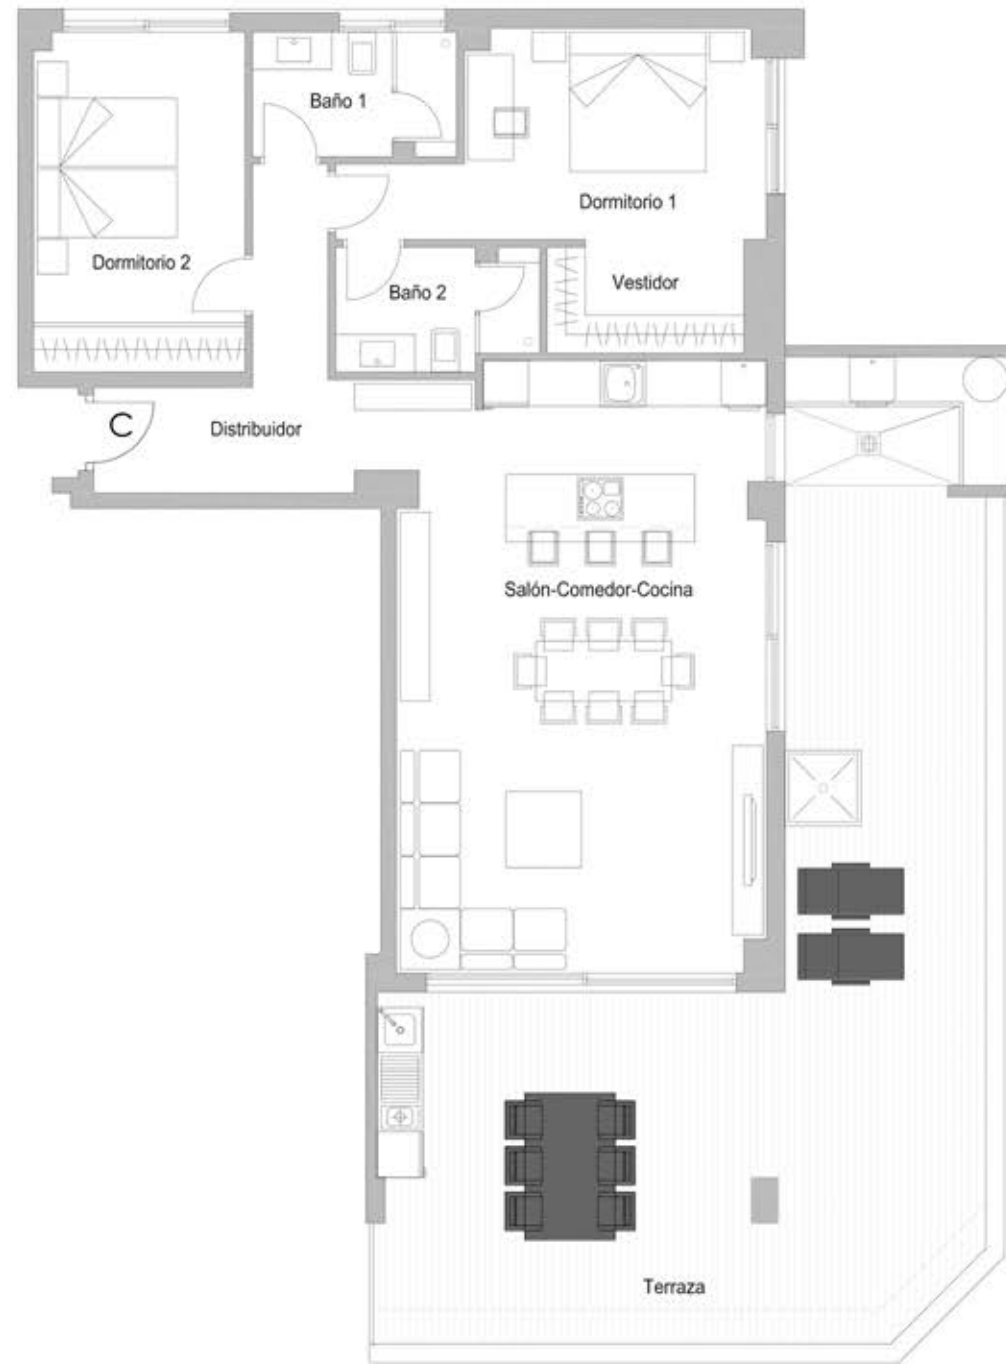 Baño 1
Dormitorio 1
Dormitorio 2
Baño 2
Vestidor
C
Distribuidor
Salón-Comedor-Cocina
Terraza